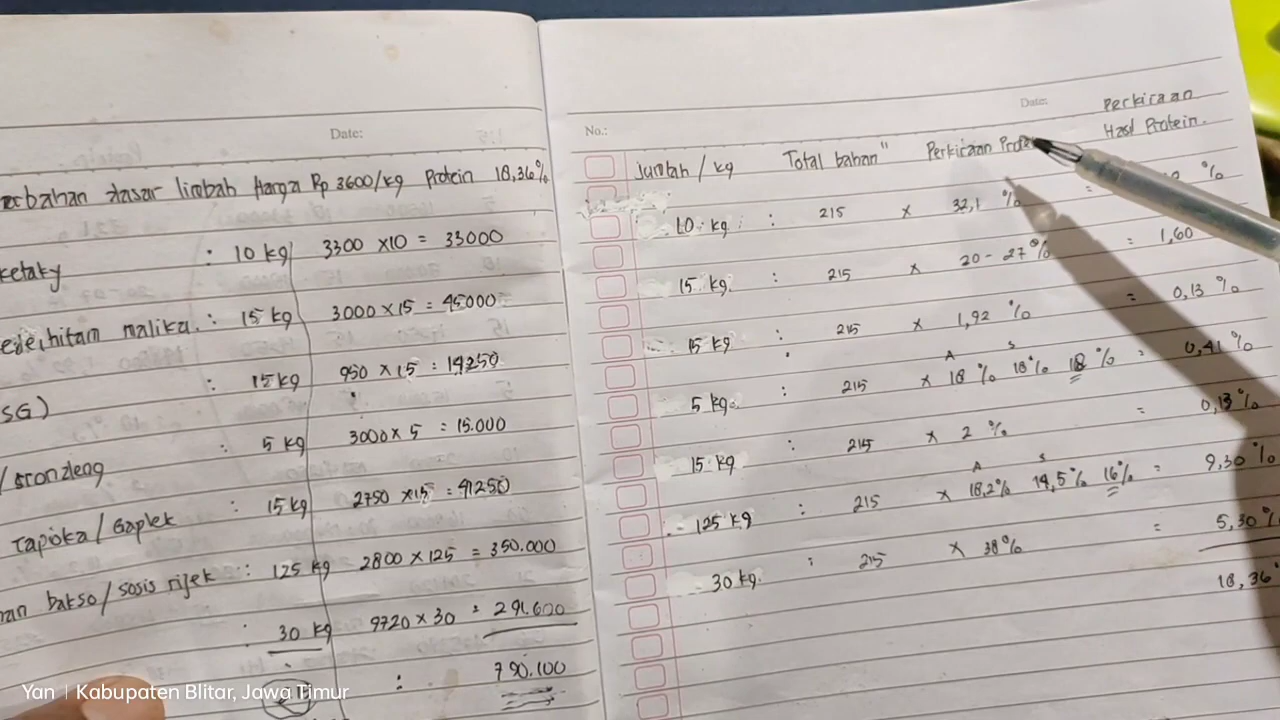 Date:
dasar limbah Harga Rp 3600/kg Protein 18,36%
ketaky : 10 kg 3300 x10 = 33000
hitam malika : 15 kg 3000 x 15 = 45000
SG) : 15 kg 950 x 15 : 14250
: 5 kg 3000 x 5 : 15.000
Tapioka / Gaplek : 15 kg 2750 x15 : 41250
bakso / sosis rijek : 125 kg 2800 x 125 = 350.000
: 30 kg 9720 x 30 = 291.600
: 790.100
No.: Date:
Jumlah / kg Total bahan" Perkiraan Perkiraan Hasil Protein.
10 kg : 215 x 32,1 % = %
15 kg : 215 x 20 - 27 % = 1,60
15 kg : 215 x 1,92 % = 0,13 %
A S
5 kg : 215 x 18 % 18 % 18 % = 0,41 %
15 kg : 215 x 2 % = 0,13 %
A S
125 kg : 215 x 18,2% 14,5% 16% = 9,30 %
30 kg : 215 x 38% = 5,30 %
18,36
Yan | Kabupaten Blitar, Jawa Timur